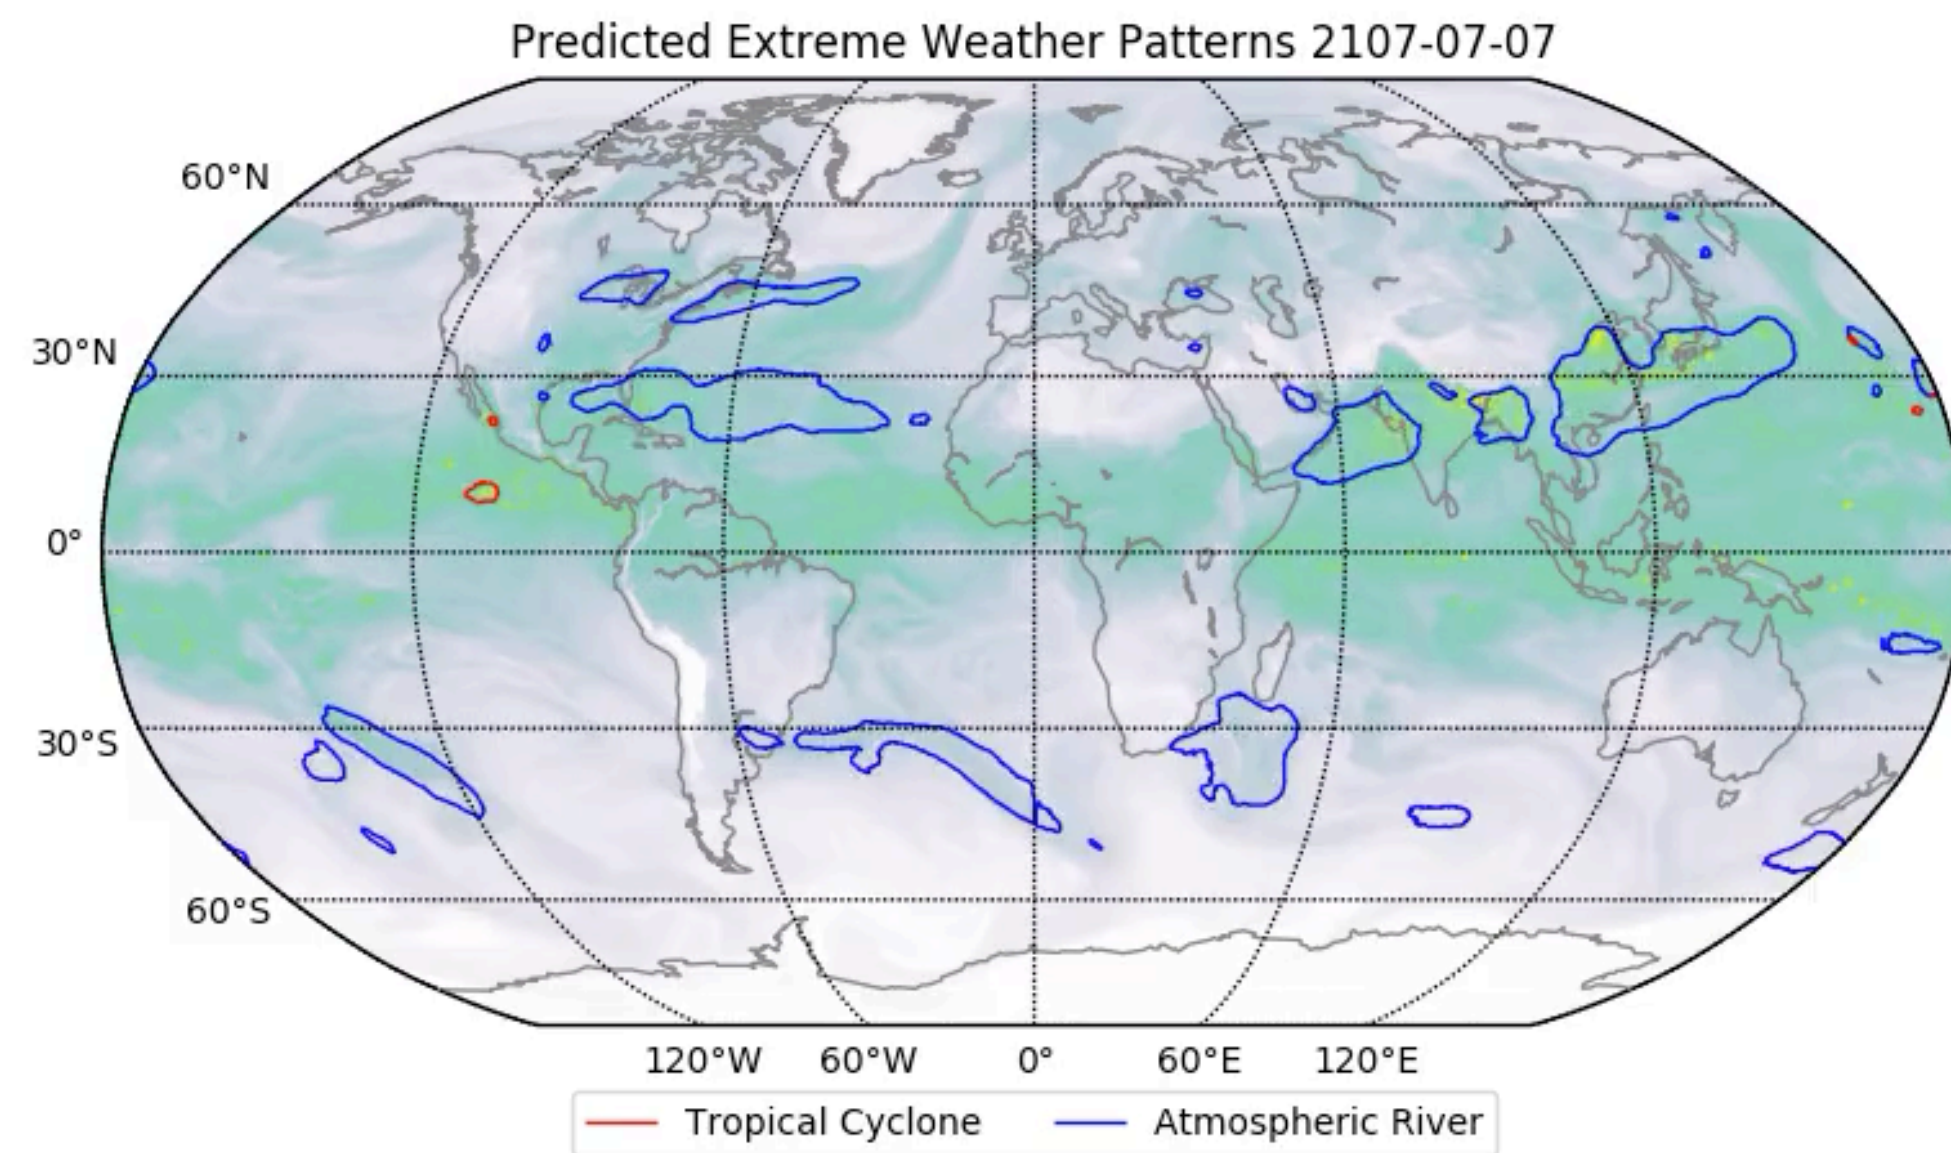 Predicted Extreme Weather Patterns 2107-07-07
60°N
30°N
0°
30°S
60°S
120°W 60°W 0° 60°E 120°E
Tropical Cyclone Atmospheric River